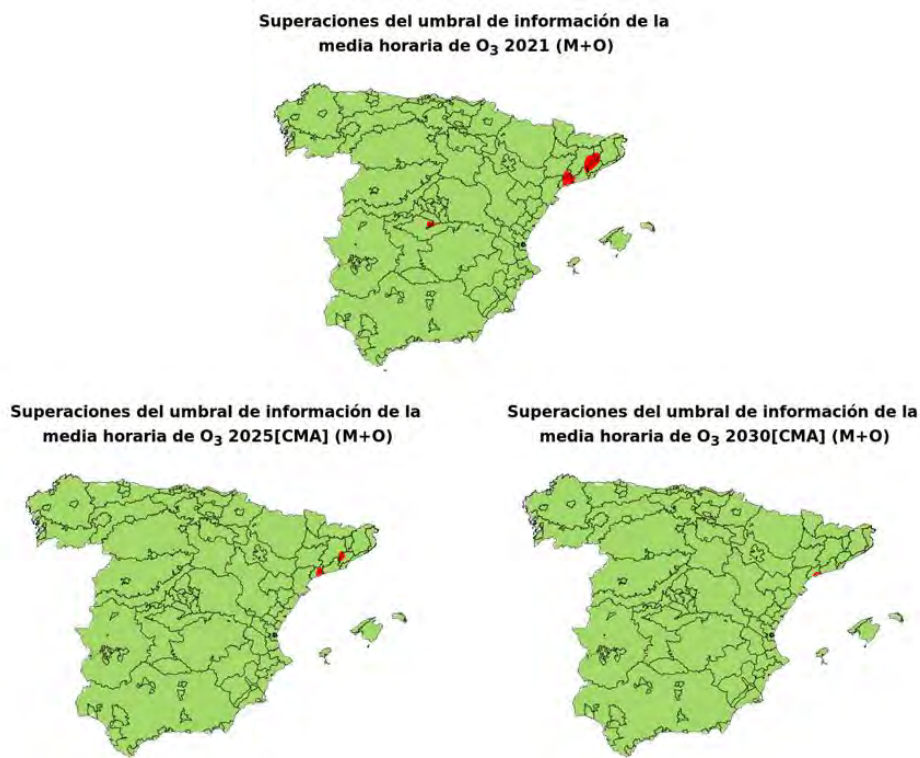 Superaciones del umbral de información de la
media horaria de O3 2021 (M+O)
Superaciones del umbral de información de la
media horaria de O3 2025[CMA] (M+O)
Superaciones del umbral de información de la
media horaria de O3 2030[CMA] (M+O)